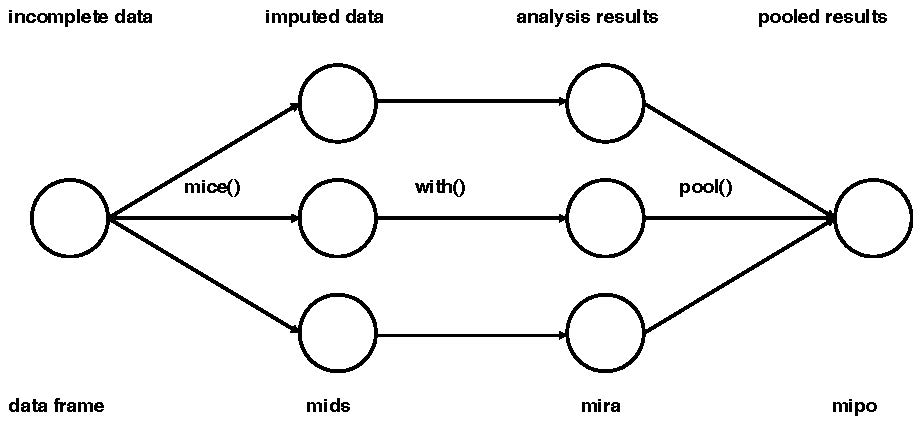 incomplete data
imputed data
analysis results
pooled results
mice()
with()
pool()
data frame
mids
mira
mipo